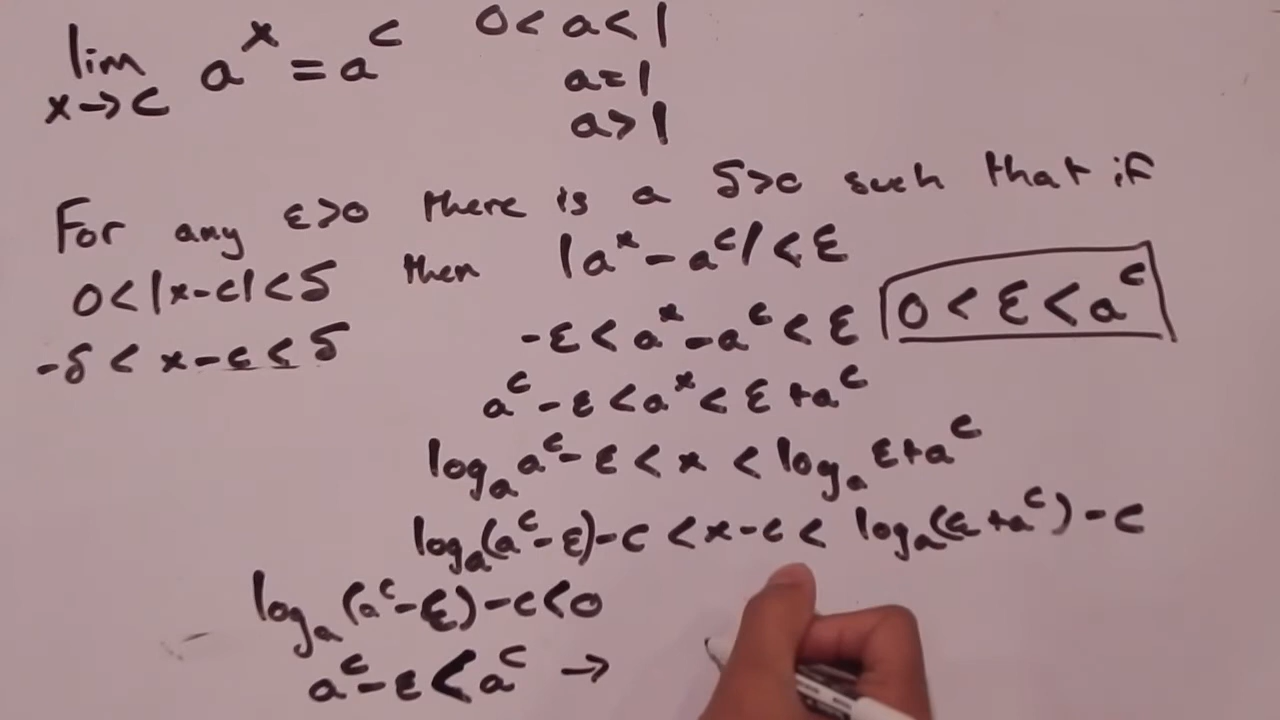 lim a^x = a^c 0 < a < 1
x→c a = 1
a > 1
For any ε>0 there is a δ>0 such that if
0 < |x-c| < δ then |a^x - a^c| < ε
-δ < x-c < δ -ε < a^x - a^c < ε 0 < ε < a^c
a^c - ε < a^x < ε + a^c
log_a a^c - ε < x < log_a ε + a^c
log_a(a^c - ε) - c < x - c < log_a(ε + a^c) - c
log_a(a^c - ε) - c < 0
a^c - ε < a^c →